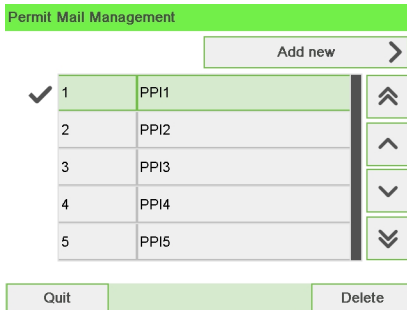 Permit Mail Management
Add new
1 PPI1
2 PPI2
3 PPI3
4 PPI4
5 PPI5
Quit Delete